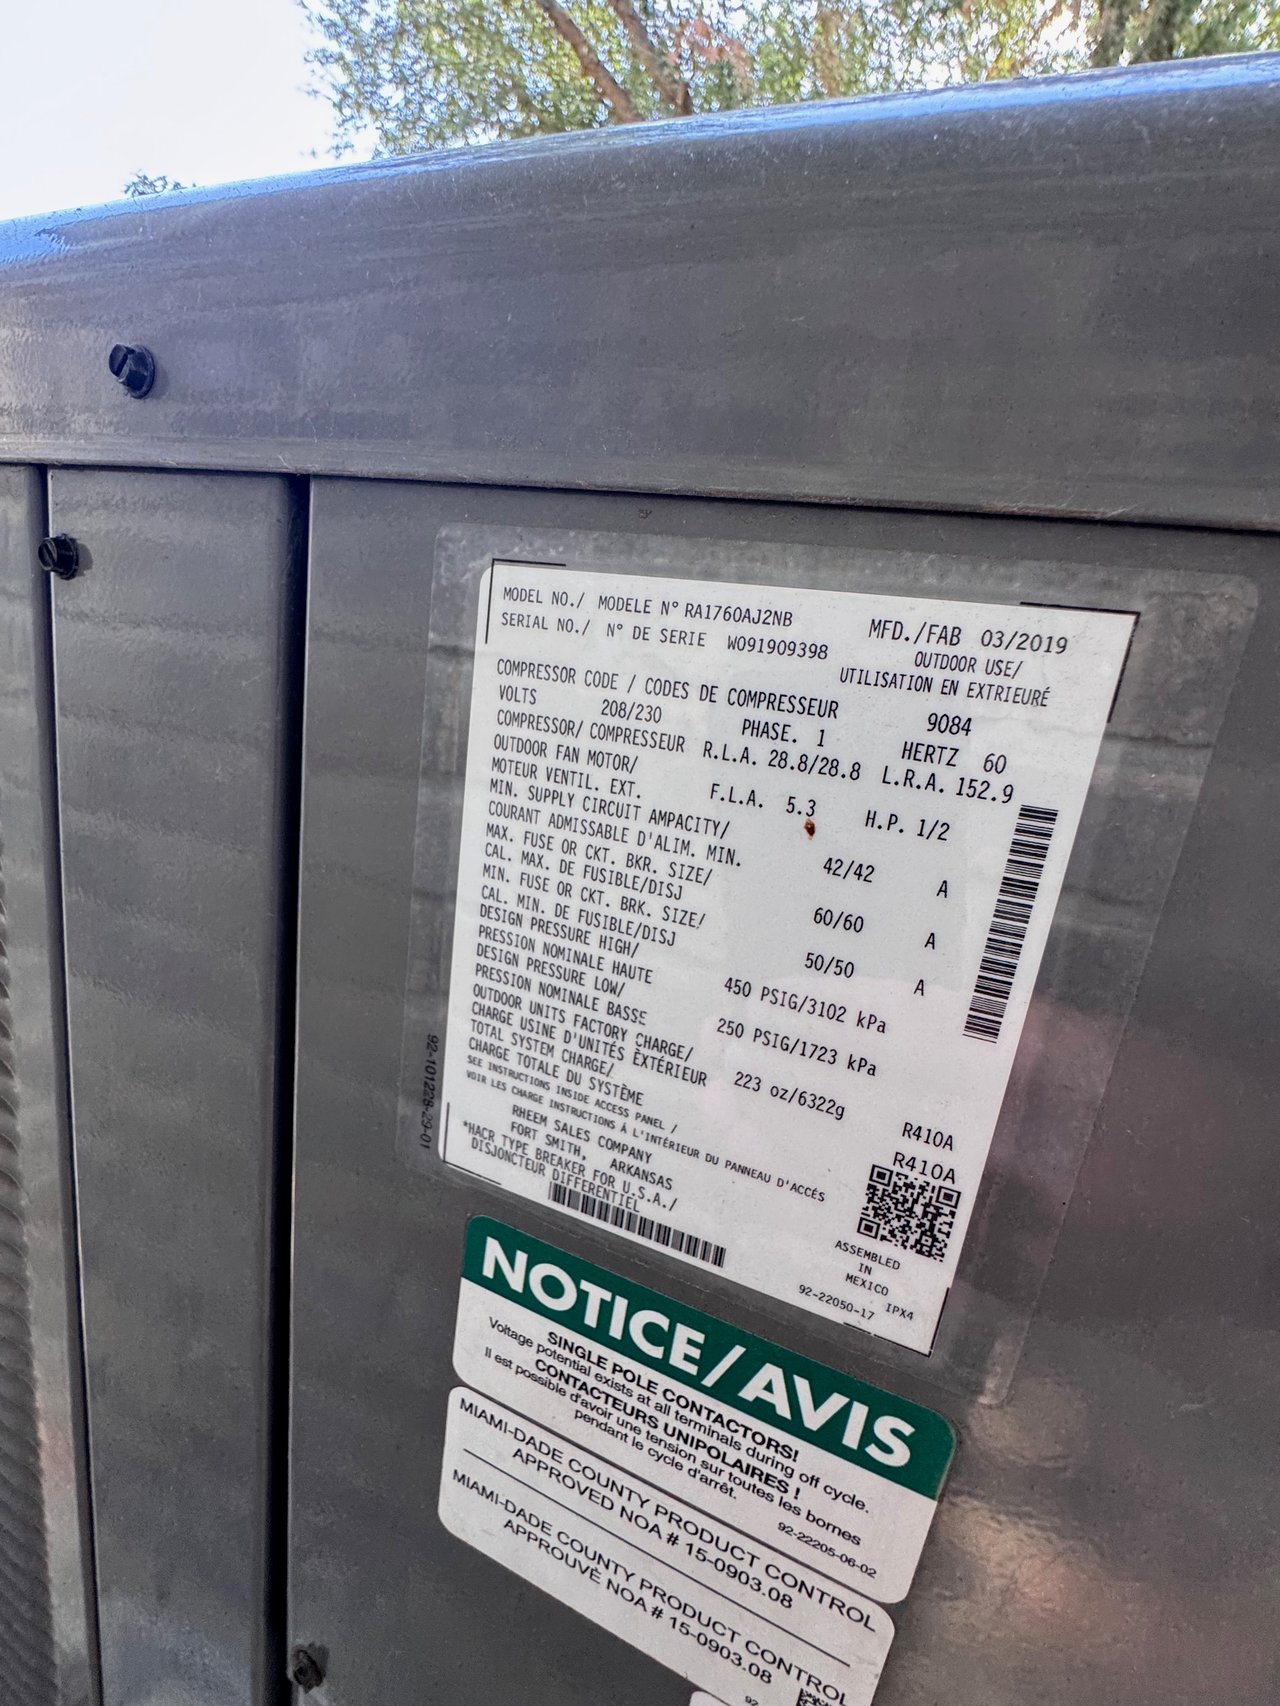 MODEL NO./ MODELE N° RA1760AJ2NB
MFD./FAB 03/2019
SERIAL NO./ N° DE SERIE W091909398
OUTDOOR USE/
UTILISATION EN EXTRIEURÉ
COMPRESSOR CODE / CODES DE COMPRESSEUR 9084
VOLTS 208/230 PHASE. 1 HERTZ 60
COMPRESSOR/ COMPRESSEUR R.L.A. 28.8/28.8 L.R.A. 152.9
OUTDOOR FAN MOTOR/
MOTEUR VENTIL. EXT. F.L.A. 5.3 H.P. 1/2
MIN. SUPPLY CIRCUIT AMPACITY/
COURANT ADMISSABLE D'ALIM. MIN. 42/42 A
MAX. FUSE OR CKT. BKR. SIZE/
CAL. MAX. DE FUSIBLE/DISJ 60/60 A
MIN. FUSE OR CKT. BRK. SIZE/
CAL. MIN. DE FUSIBLE/DISJ 50/50 A
DESIGN PRESSURE HIGH/
PRESSION NOMINALE HAUTE 450 PSIG/3102 kPa
DESIGN PRESSURE LOW/
PRESSION NOMINALE BASSE 250 PSIG/1723 kPa
OUTDOOR UNITS FACTORY CHARGE/
CHARGE USINE D'UNITÉS ÈXTÉRIEUR 223 oz/6322g R410A
TOTAL SYSTEM CHARGE/
CHARGE TOTALE DU SYSTÈME R410A
SEE INSTRUCTIONS INSIDE ACCESS PANEL /
VOIR LES CHARGE INSTRUCTIONS À L'INTÉRIEUR DU PANNEAU D'ACCÉS
RHEEM SALES COMPANY
FORT SMITH, ARKANSAS
*HACR TYPE BREAKER FOR U.S.A./
DISJONCTEUR DIFFERENTIEL
ASSEMBLED
IN
MEXICO
92-22050-17 IPX4
92-101228-29-01
NOTICE/AVIS
SINGLE POLE CONTACTORS!
Voltage potential exists at all terminals during off cycle.
CONTACTEURS UNIPOLAIRES !
Il est possible d'avoir une tension sur toutes les bornes
pendant le cycle d'arrêt.
92-22205-06-02
MIAMI-DADE COUNTY PRODUCT CONTROL
APPROVED NOA # 15-0903.08
MIAMI-DADE COUNTY PRODUCT CONTROL
APPROUVÈ NOA # 15-0903.08
92